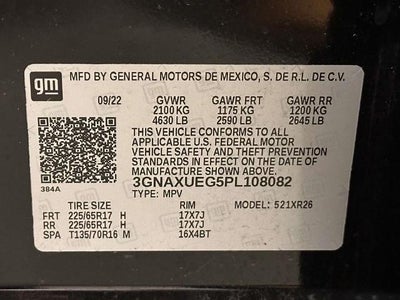 gm
MFD BY GENERAL MOTORS DE MEXICO, S. DE R.L. DE C.V.
09/22 GVWR GAWR FRT GAWR RR
2100 KG 1175 KG 1200 KG
4630 LB 2590 LB 2645 LB
THIS VEHICLE CONFORMS TO ALL
APPLICABLE U.S. FEDERAL MOTOR
VEHICLE SAFETY AND THEFT PREVENTION
STANDARDS IN EFFECT ON THE DATE OF
MANUFACTURE SHOWN ABOVE.
384A
3GNAXUEG5PL108082
TYPE: MPV
TIRE SIZE RIM MODEL: 521XR26
FRT 225/65R17 H 17X7J
RR 225/65R17 H 17X7J
SPA T135/70R16 M 16X4BT